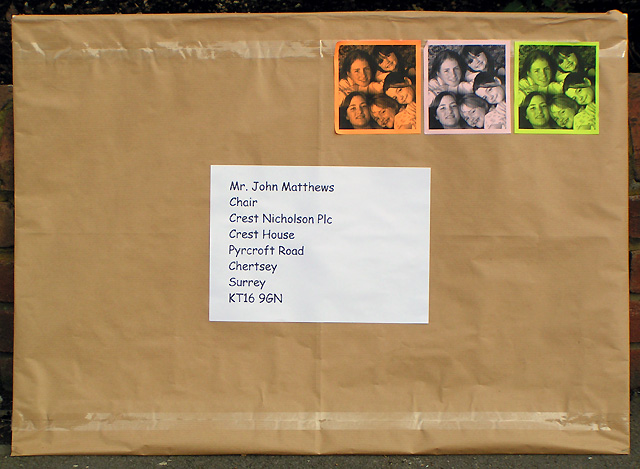 Mr. John Matthews
Chair
Crest Nicholson Plc
Crest House
Pyrcroft Road
Chertsey
Surrey
KT16 9GN